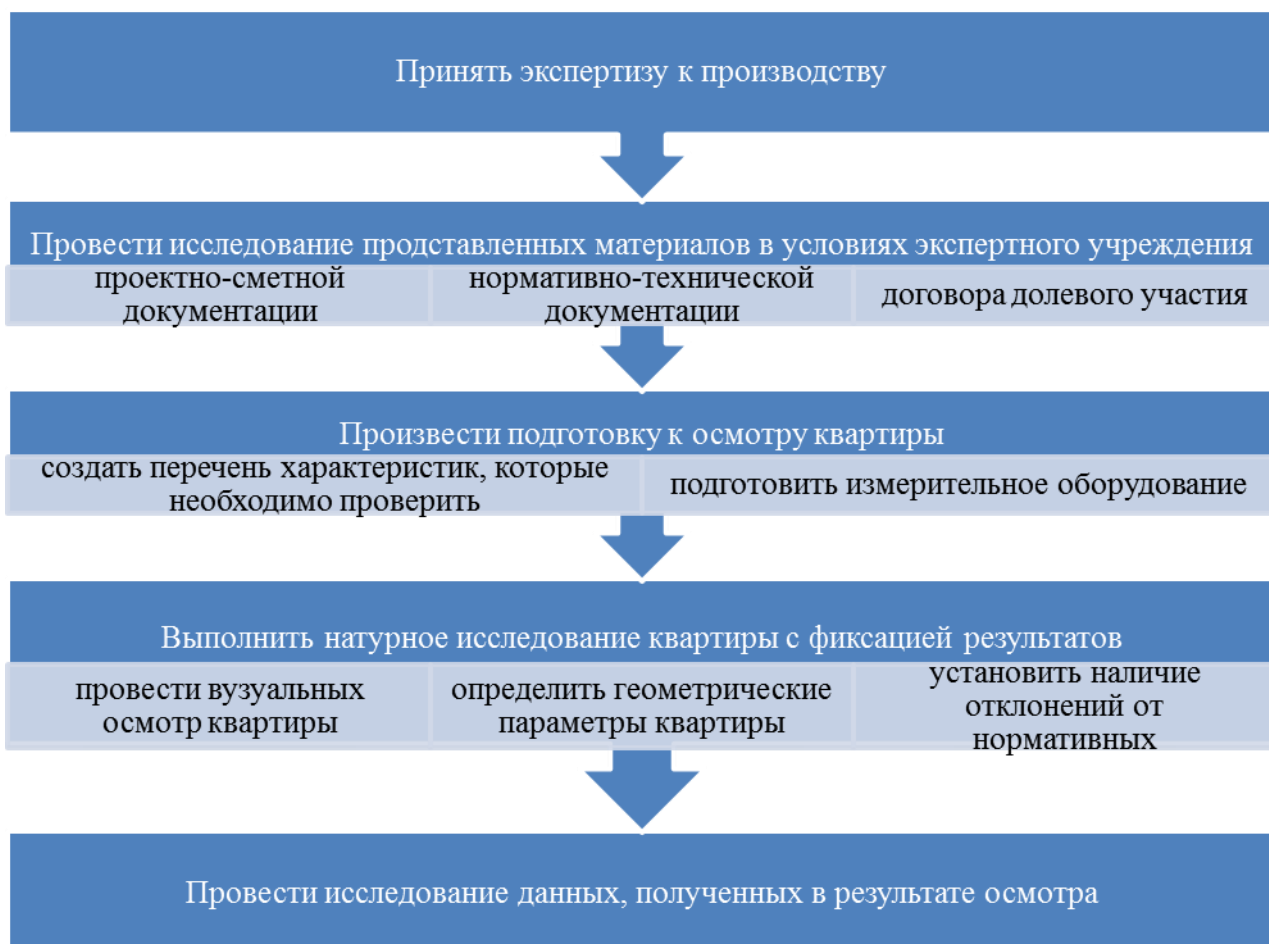 Принять экспертизу к производству
Провести исследование продставленных материалов в условиях экспертного учреждения
проектно-сметной
документации
нормативно-технической
документации
договора долевого участия
Произвести подготовку к осмотру квартиры
создать перечень характеристик, которые
необходимо проверить
подготовить измерительное оборудование
Выполнить натурное исследование квартиры с фиксацией результатов
провести вузуальных
осмотр квартиры
определить геометрические
параметры квартиры
установить наличие
отклонений от
нормативных
Провести исследование данных, полученных в результате осмотра